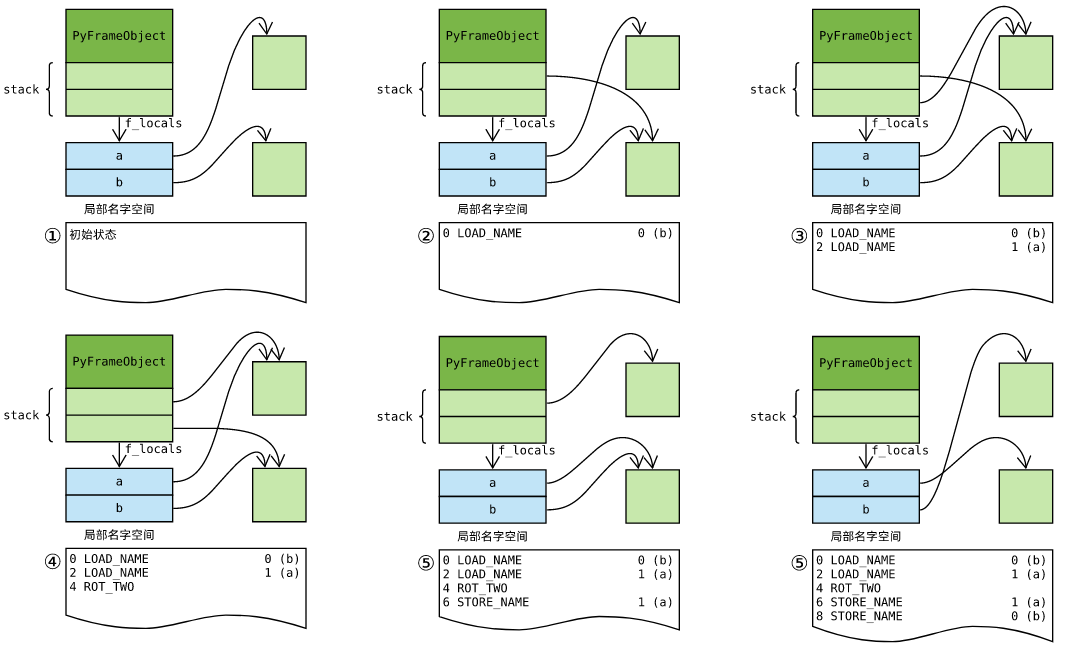 PyFrameObject
stack
f_locals
a
b
局部名字空间
① 初始状态
PyFrameObject
stack
f_locals
a
b
局部名字空间
② 0 LOAD_NAME 0 (b)
PyFrameObject
stack
f_locals
a
b
局部名字空间
③ 0 LOAD_NAME 0 (b)
2 LOAD_NAME 1 (a)
PyFrameObject
stack
f_locals
a
b
局部名字空间
④ 0 LOAD_NAME 0 (b)
2 LOAD_NAME 1 (a)
4 ROT_TWO
PyFrameObject
stack
f_locals
a
b
局部名字空间
⑤ 0 LOAD_NAME 0 (b)
2 LOAD_NAME 1 (a)
4 ROT_TWO
6 STORE_NAME 1 (a)
PyFrameObject
stack
f_locals
a
b
局部名字空间
⑤ 0 LOAD_NAME 0 (b)
2 LOAD_NAME 1 (a)
4 ROT_TWO
6 STORE_NAME 1 (a)
8 STORE_NAME 0 (b)